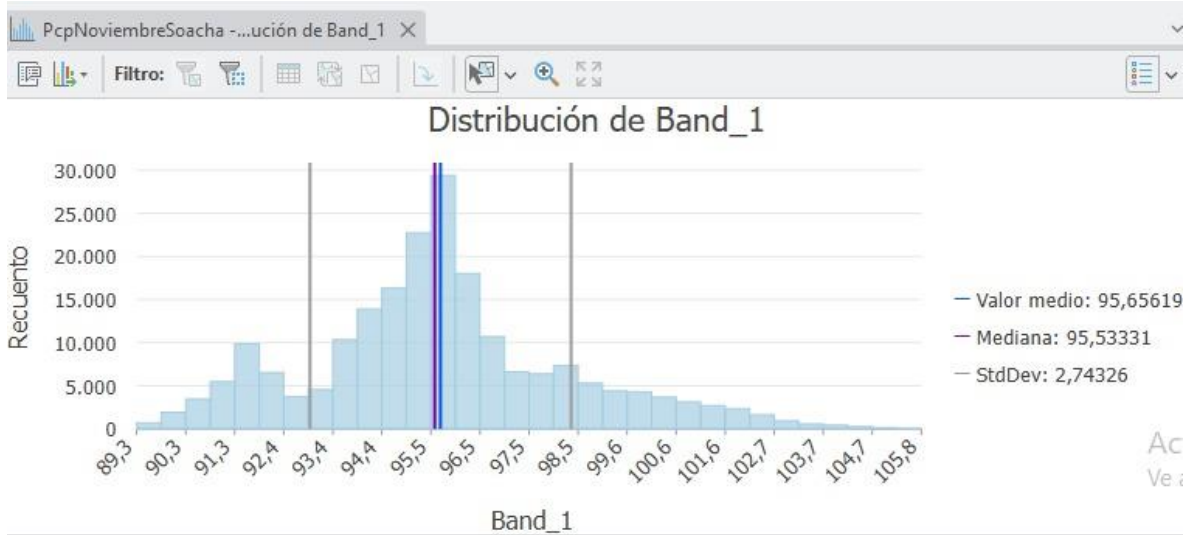 PcpNoviembreSoacha -...ución de Band_1
Filtro:
Distribución de Band_1
30.000
25.000
20.000
15.000
10.000
5.000
0
Recuento
89,3 90,3 91,3 92,4 93,4 94,4 95,5 96,5 97,5 98,5 99,6 100,6 101,6 102,7 103,7 104,7 105,8
Band_1
Valor medio: 95,65619
Mediana: 95,53331
StdDev: 2,74326
Ac
Ve a